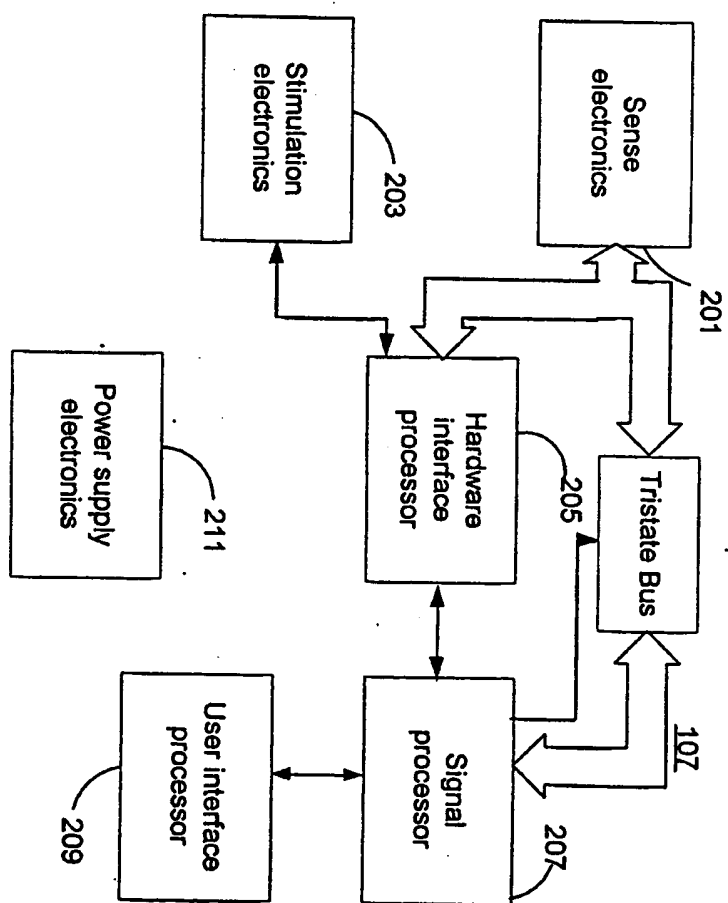 Sense
electronics
201
Tristate Bus
107
Stimulation
electronics
203
Hardware
interface
processor
205
Signal
processor
207
Power supply
electronics
211
User interface
processor
209